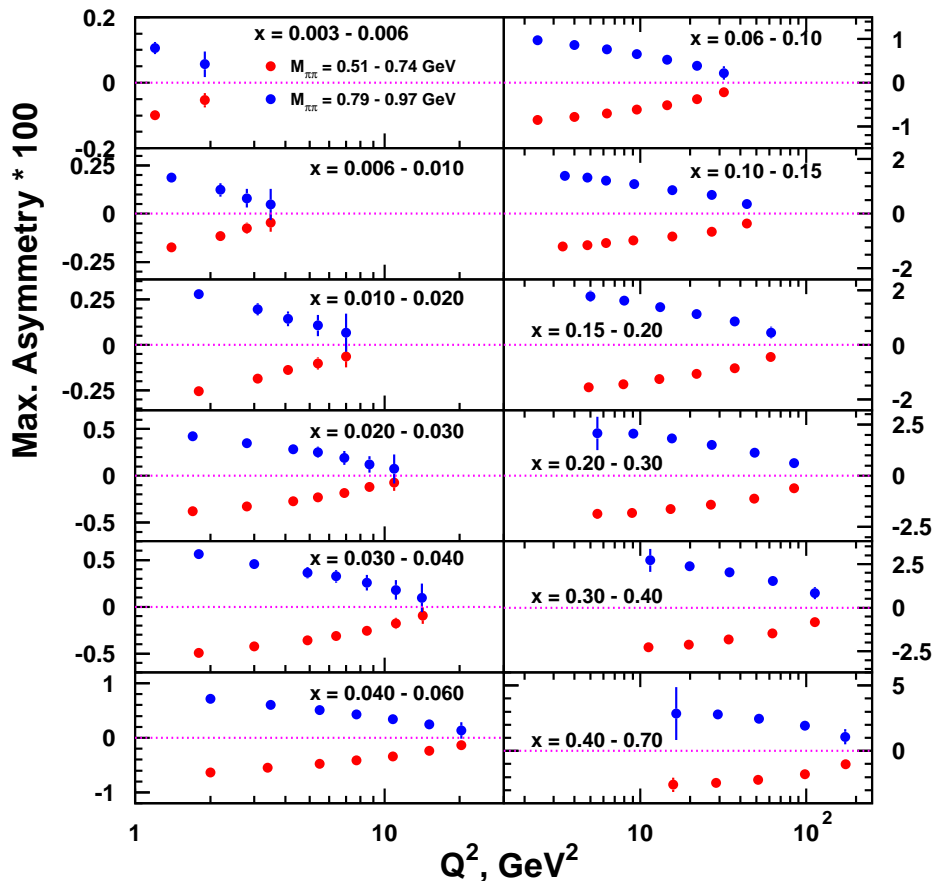 Max. Asymmetry * 100
0.2
0
-0.2
x = 0.003 - 0.006
M_ππ = 0.51 - 0.74 GeV
M_ππ = 0.79 - 0.97 GeV
x = 0.06 - 0.10
1
0
-1
0.25
0
-0.25
x = 0.006 - 0.010
x = 0.10 - 0.15
2
0
-2
0.25
0
-0.25
x = 0.010 - 0.020
x = 0.15 - 0.20
2
0
-2
0.5
0
-0.5
x = 0.020 - 0.030
x = 0.20 - 0.30
2.5
0
-2.5
0.5
0
-0.5
x = 0.030 - 0.040
x = 0.30 - 0.40
2.5
0
-2.5
1
0
-1
x = 0.040 - 0.060
x = 0.40 - 0.70
5
0
1 10 10 10²
Q², GeV²